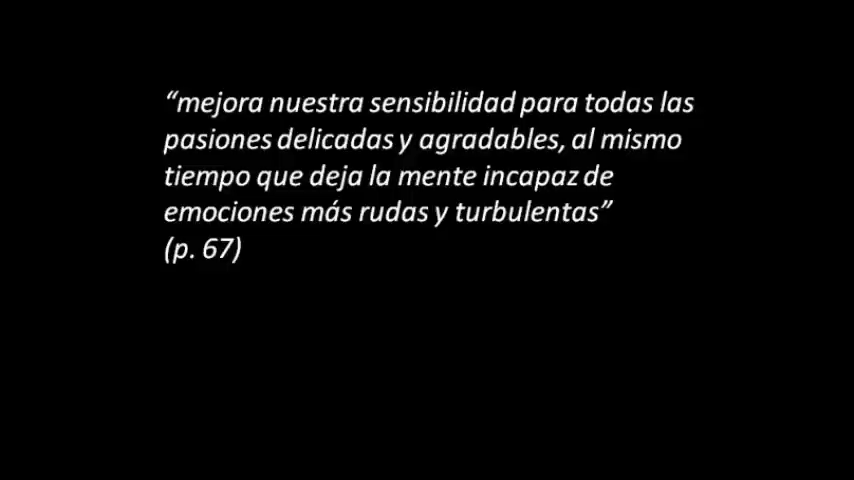 “mejora nuestra sensibilidad para todas las
pasiones delicadas y agradables, al mismo
tiempo que deja la mente incapaz de
emociones más rudas y turbulentas”
(p. 67)